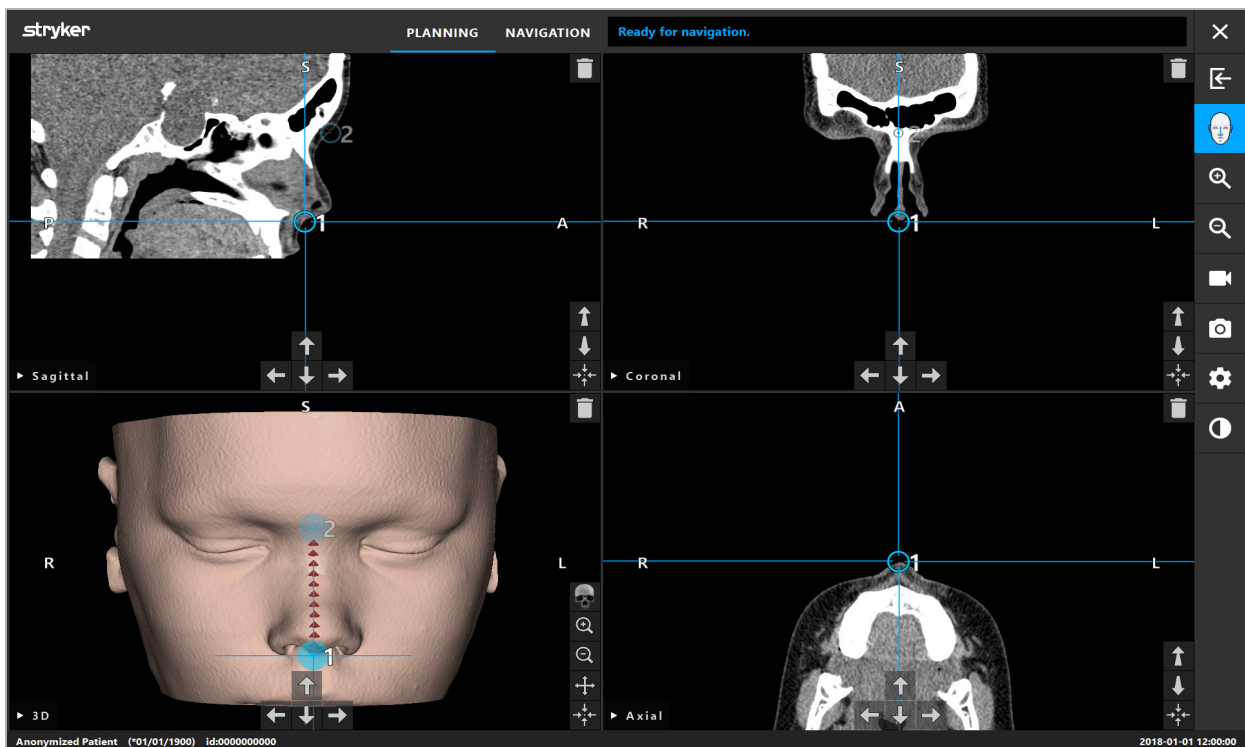 stryker
PLANNING NAVIGATION Ready for navigation.
S
2
P
1
A
Sagittal
S
2
R
1
L
Coronal
S
2
R
L
1
3D
A
R
1
L
Axial
Anonymized Patient (*01/01/1900) id:0000000000 2018-01-01 12:00:00